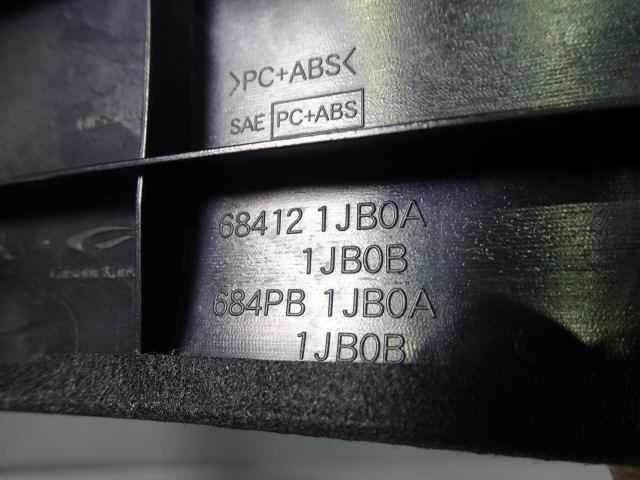 >PC+ABS<
SAE PC+ABS
68412 1JB0A
1JB0B
684PB 1JB0A
1JB0B